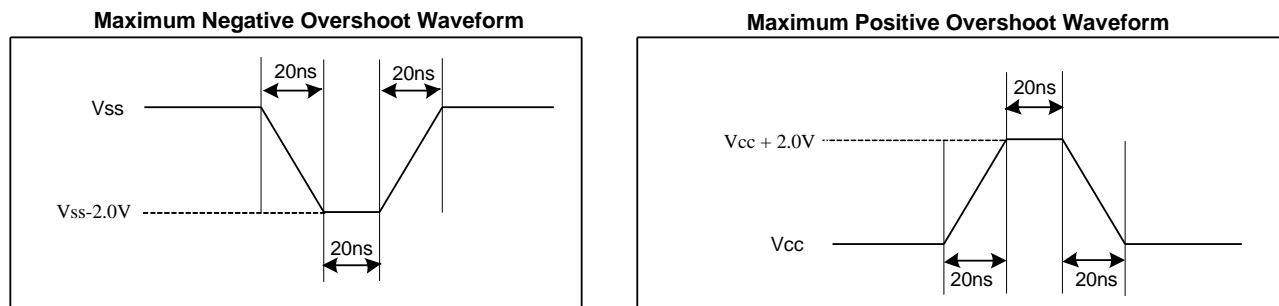 Maximum Negative Overshoot Waveform
20ns
20ns
Vss
Vss-2.0V
20ns
Maximum Positive Overshoot Waveform
20ns
Vcc + 2.0V
Vcc
20ns
20ns